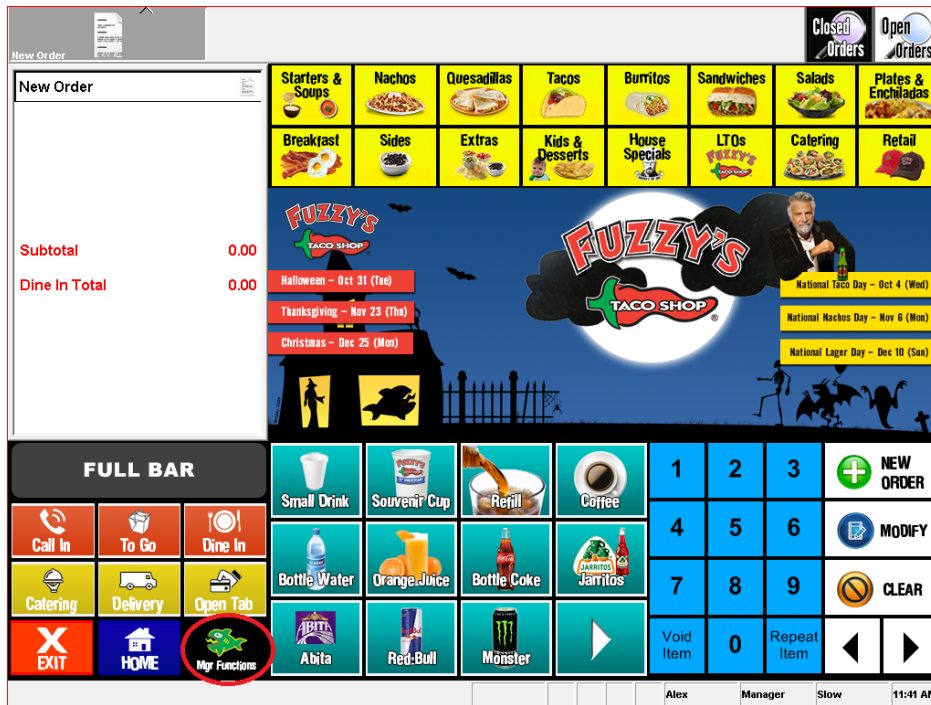 New Order
Closed
Orders
Open
Orders
New Order
Subtotal 0.00
Dine In Total 0.00
Starters &
Soups
Nachos
Quesadillas
Tacos
Burritos
Sandwiches
Salads
Plates &
Enchiladas
Breakfast
Sides
Extras
Kids &
Desserts
House
Specials
LTOs
FUZZY'S
TACO SHOP
Catering
Retail
FUZZY'S
TACO SHOP
Halloween - Oct 31 (Tue)
Thanksgiving - Nov 23 (Thu)
Christmas - Dec 25 (Mon)
FUZZY'S
TACO SHOP
®
National Taco Day - Oct 4 (Wed)
National Nachos Day - Nov 6 (Mon)
National Lager Day - Dec 10 (Sun)
FULL BAR
Call In
To Go
Dine In
Catering
Delivery
Open Tab
X
EXIT
HOME
Mgr Functions
Small Drink
FUZZY'S
Souvenir Cup
Refill
Coffee
Bottle Water
Orange Juice
Bottle Coke
JARRITOS
Jarritos
ABITA
Abita
Red Bull
Monster
1 2 3
4 5 6
7 8 9
Void
Item
0
Repeat
Item
NEW
ORDER
MODIFY
CLEAR
Alex Manager Slow 11:41 AM